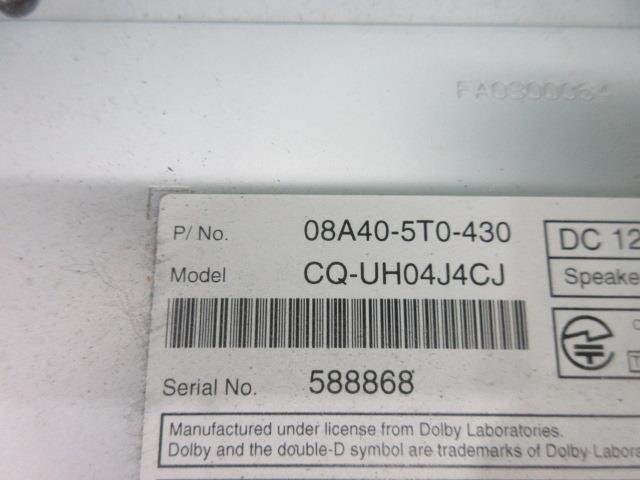 FA0300064
P/No. 08A40-5T0-430
DC 12
Model CQ-UH04J4CJ
Speake
Serial No. 588868
Manufactured under license from Dolby Laboratories.
Dolby and the double-D symbol are trademarks of Dolby Labora